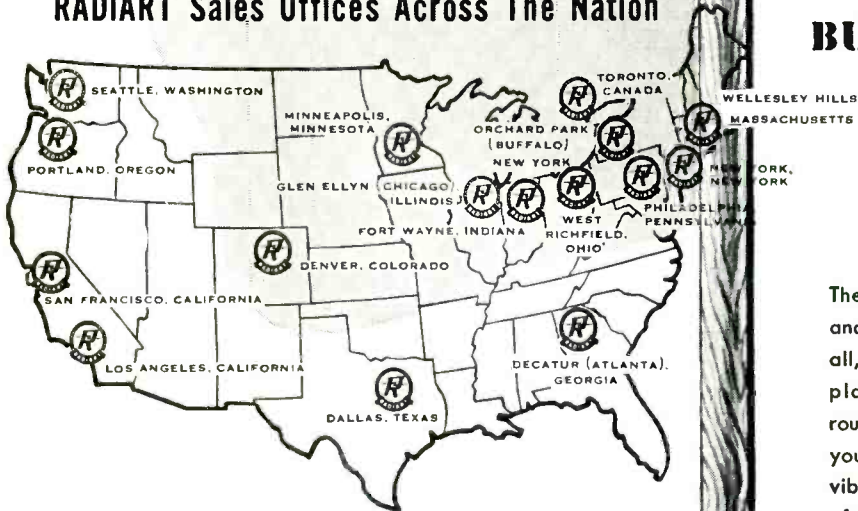 RADIART Sales Offices Across The Nation
SEATTLE, WASHINGTON
PORTLAND, OREGON
SAN FRANCISCO, CALIFORNIA
LOS ANGELES, CALIFORNIA
DENVER, COLORADO
DALLAS, TEXAS
MINNEAPOLIS,
MINNESOTA
GLEN ELLYN (CHICAGO),
ILLINOIS
FORT WAYNE, INDIANA
ORCHARD PARK
(BUFFALO)
NEW YORK
TORONTO,
CANADA
WEST
RICHFIELD,
OHIO
WELLESLEY HILLS
MASSACHUSETTS
NEW YORK,
NEW YORK
PHILADELPHIA
PENNSYLVANIA
DECATUR (ATLANTA),
GEORGIA
The
and
all,
pla
rou
you
vib